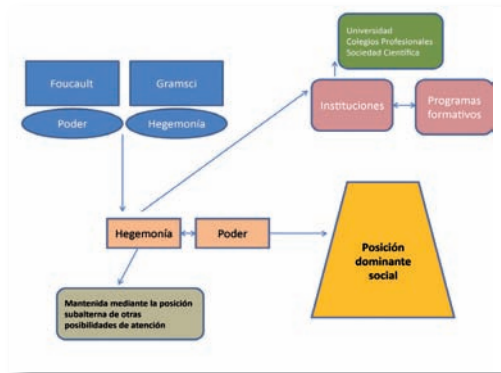 Universidad
Colegios Profesionales
Sociedad Científica
Foucault
Gramsci
Poder
Hegemonía
Instituciones
Programas
formativos
Hegemonía
Poder
Posición
dominante
social
Mantenida mediante la posición
subalterna de otras
posibilidades de atención